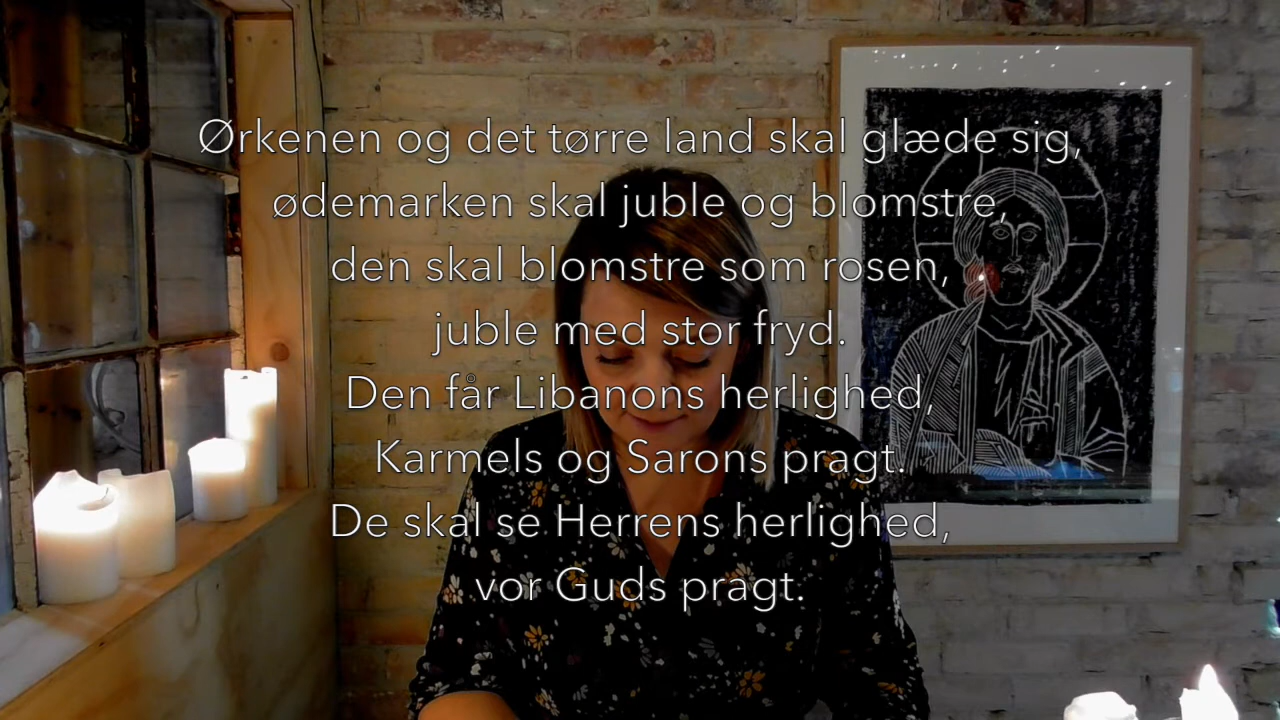 Ørkenen og det tørre land skal glæde sig,
ødemarken skal juble og blomstre,
den skal blomstre som rosen,
juble med stor fryd.
Den får Libanons herlighed,
Karmels og Sarons pragt.
De skal se Herrens herlighed,
vor Guds pragt.